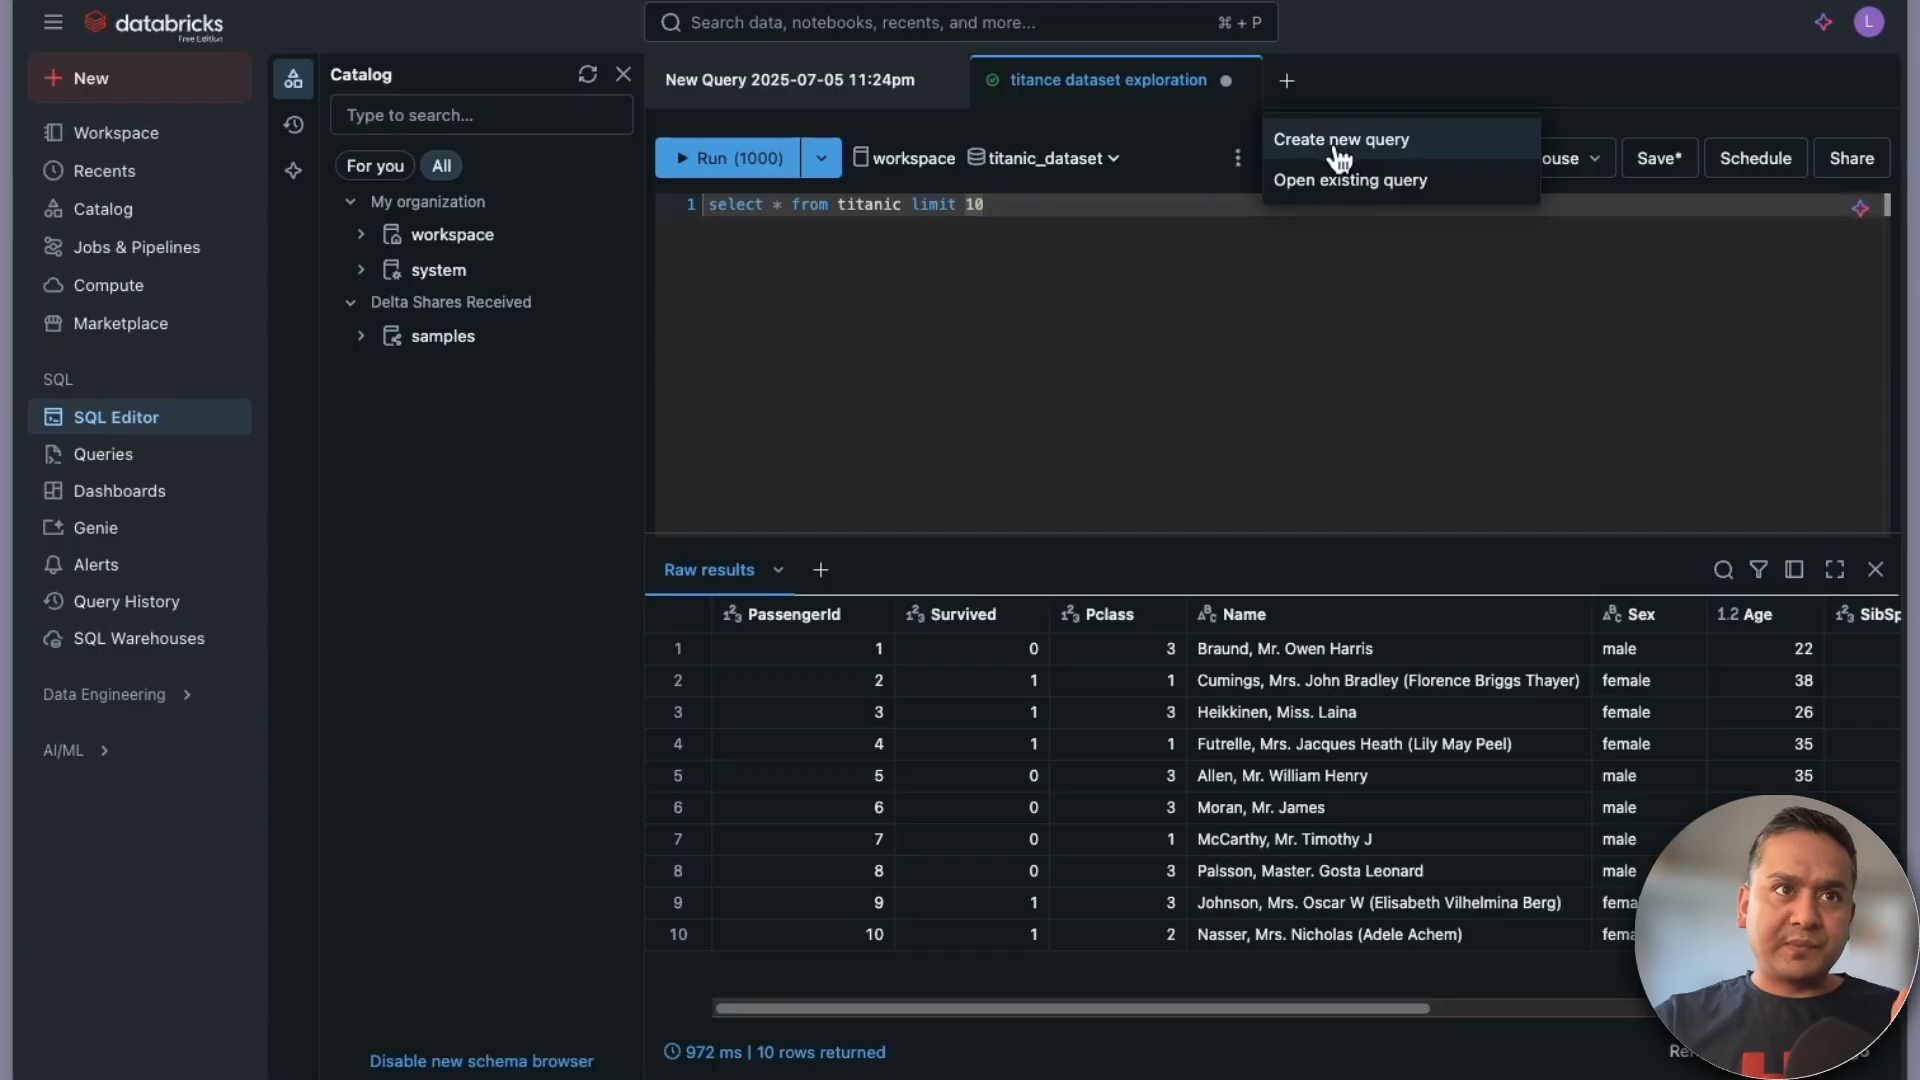 databricks
Free Edition
Search data, notebooks, recents, and more...
⌘ + P
L
New
Workspace
Recents
Catalog
Jobs & Pipelines
Compute
Marketplace
SQL
SQL Editor
Queries
Dashboards
Genie
Alerts
Query History
SQL Warehouses
Data Engineering
AI/ML
Catalog
Type to search...
For you
All
My organization
workspace
system
Delta Shares Received
samples
Disable new schema browser
New Query 2025-07-05 11:24pm
titance dataset exploration
Create new query
Open existing query
Run (1000)
workspace
titanic_dataset
ouse
Save*
Schedule
Share
1 select * from titanic limit 10
Raw results
PassengerId Survived Pclass Name Sex 1.2 Age SibSp
1 1 0 3 Braund, Mr. Owen Harris male 22
2 2 1 1 Cumings, Mrs. John Bradley (Florence Briggs Thayer) female 38
3 3 1 3 Heikkinen, Miss. Laina female 26
4 4 1 1 Futrelle, Mrs. Jacques Heath (Lily May Peel) female 35
5 5 0 3 Allen, Mr. William Henry male 35
6 6 0 3 Moran, Mr. James male
7 7 0 1 McCarthy, Mr. Timothy J male
8 8 0 3 Palsson, Master. Gosta Leonard male
9 9 1 3 Johnson, Mrs. Oscar W (Elisabeth Vilhelmina Berg) fema
10 10 1 2 Nasser, Mrs. Nicholas (Adele Achem) fema
972 ms | 10 rows returned